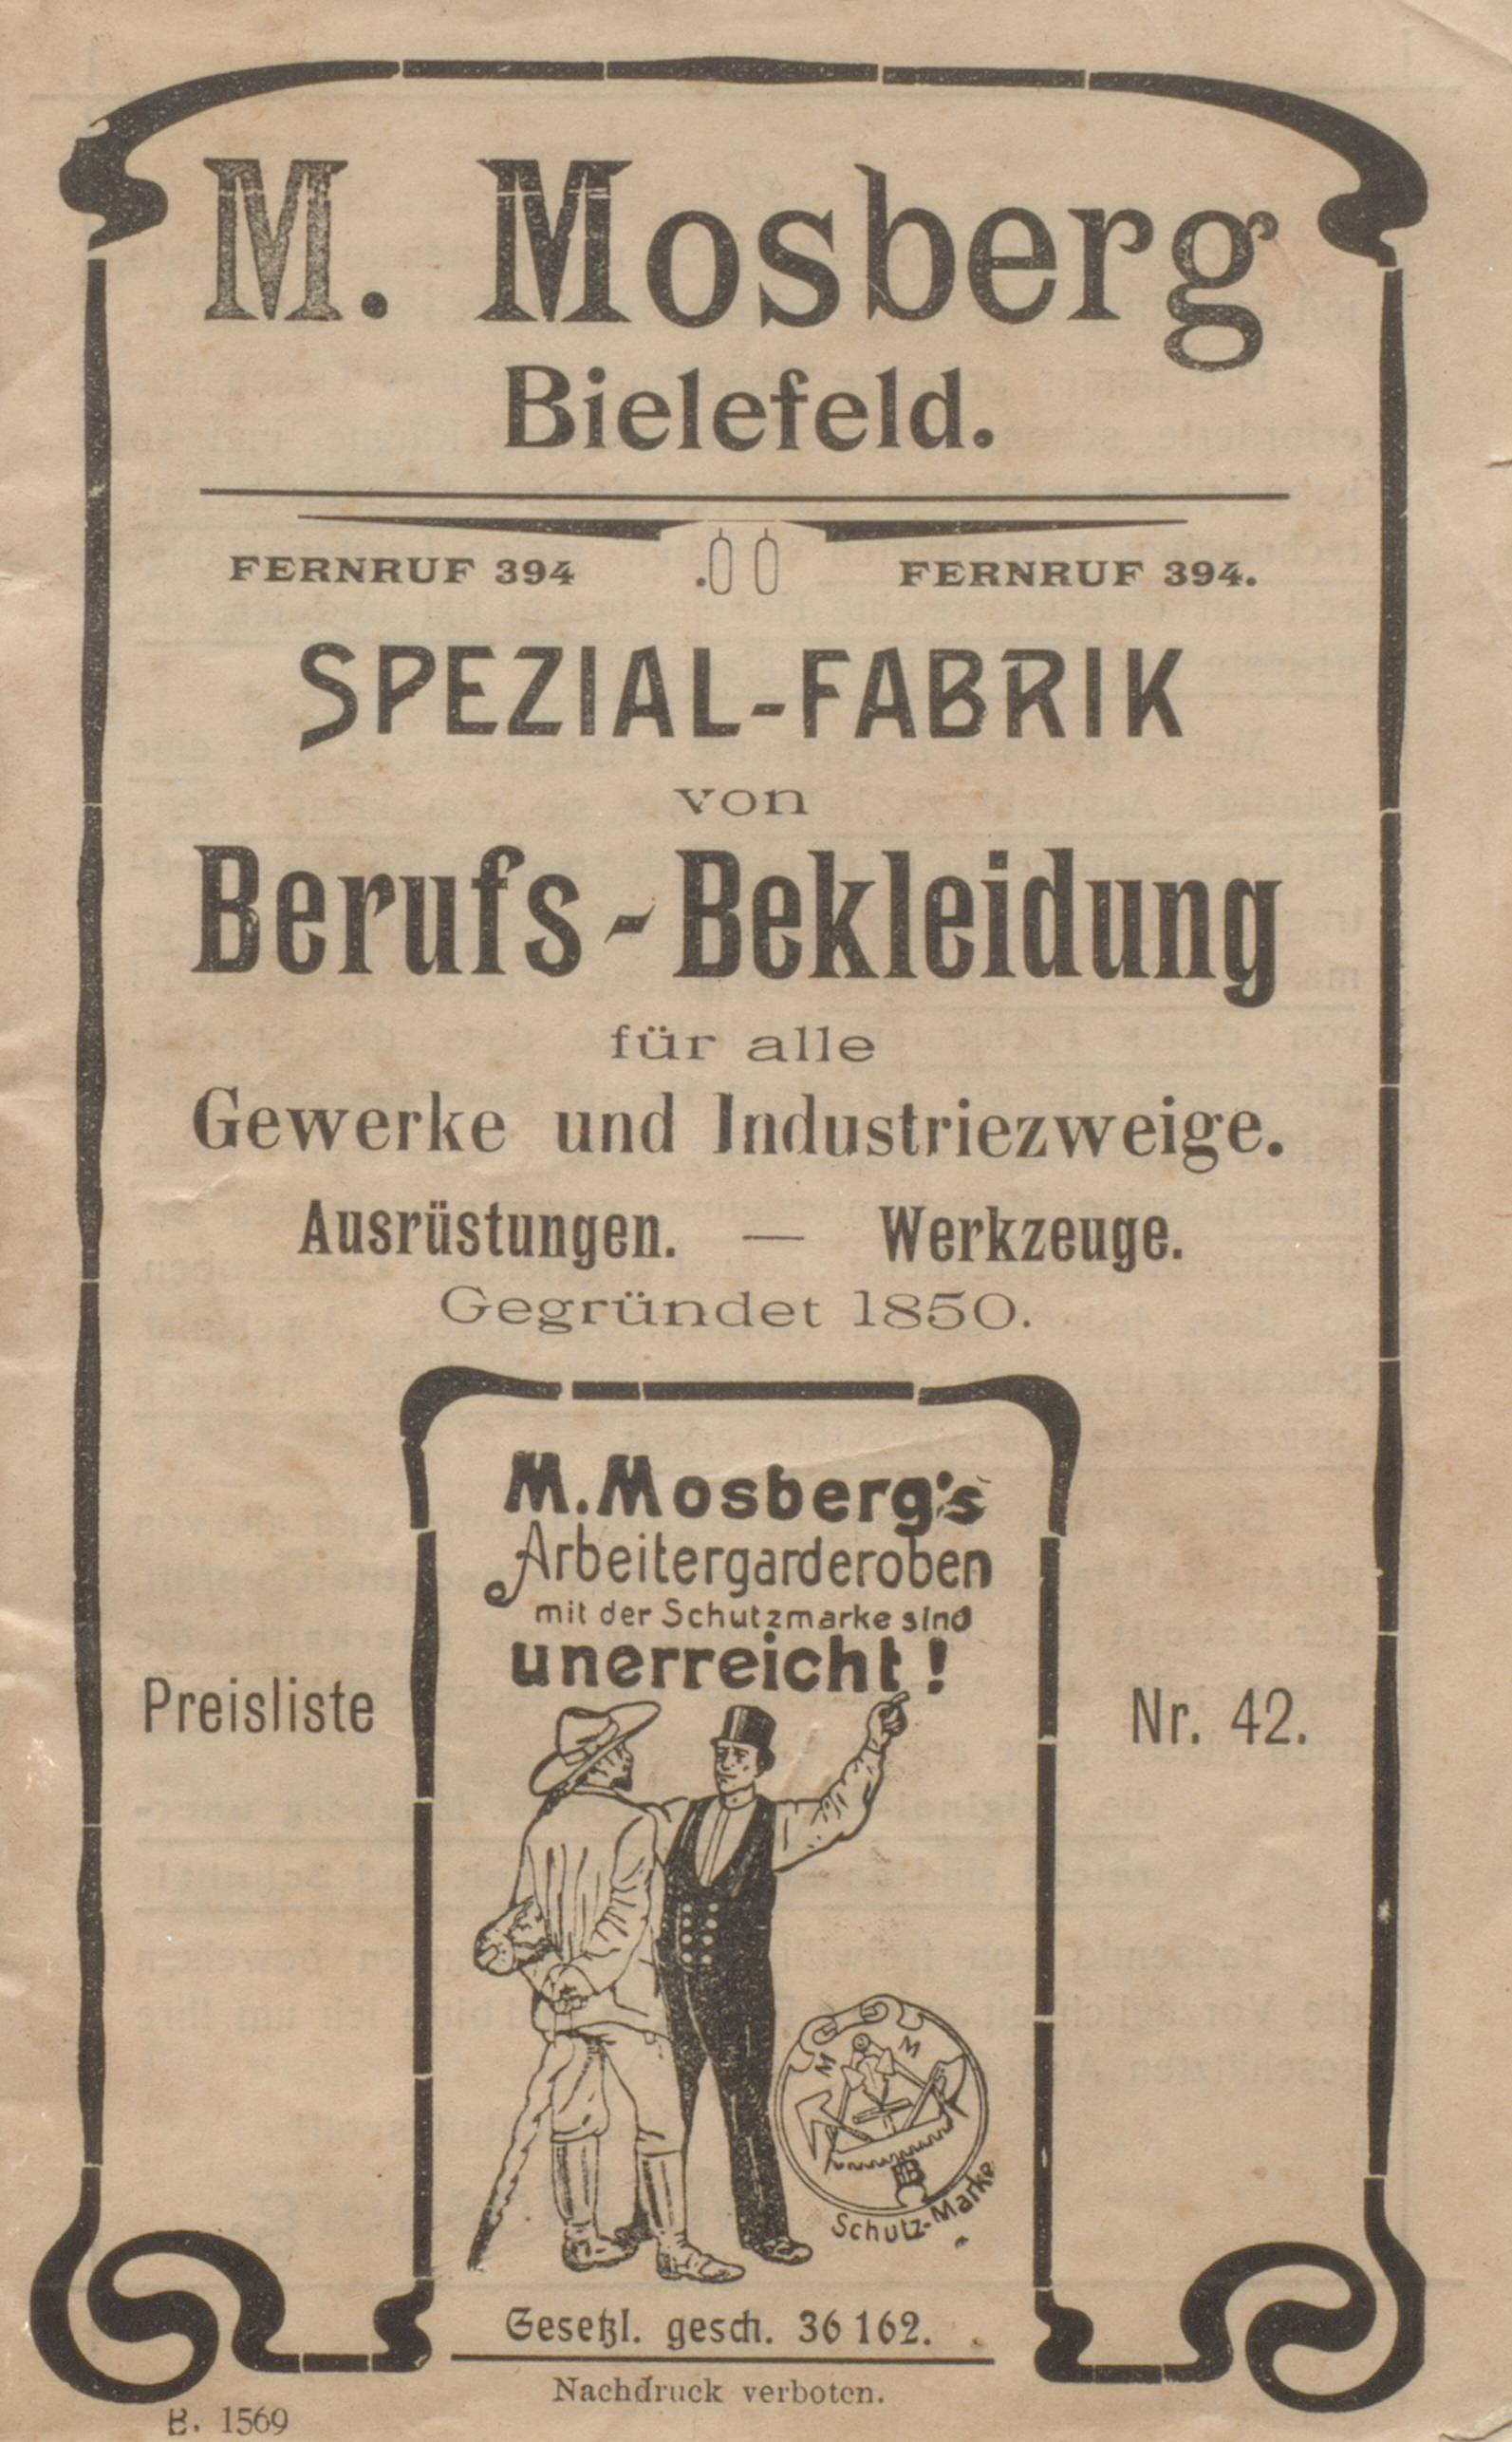 M. Mosberg
Bielefeld.
FERNRUF 394
FERNRUF 394.
SPEZIAL-FABRIK
von
Berufs-Bekleidung
für alle
Gewerke und Industriezweige.
Ausrüstungen. — Werkzeuge.
Gegründet 1850.
M. Mosberg's
Arbeitergarderoben
mit der Schutzmarke sind
unerreicht!
Preisliste
Nr. 42.
M M
Schutz-Marke
Gesetzl. gesch. 36 162.
Nachdruck verboten.
B. 1569